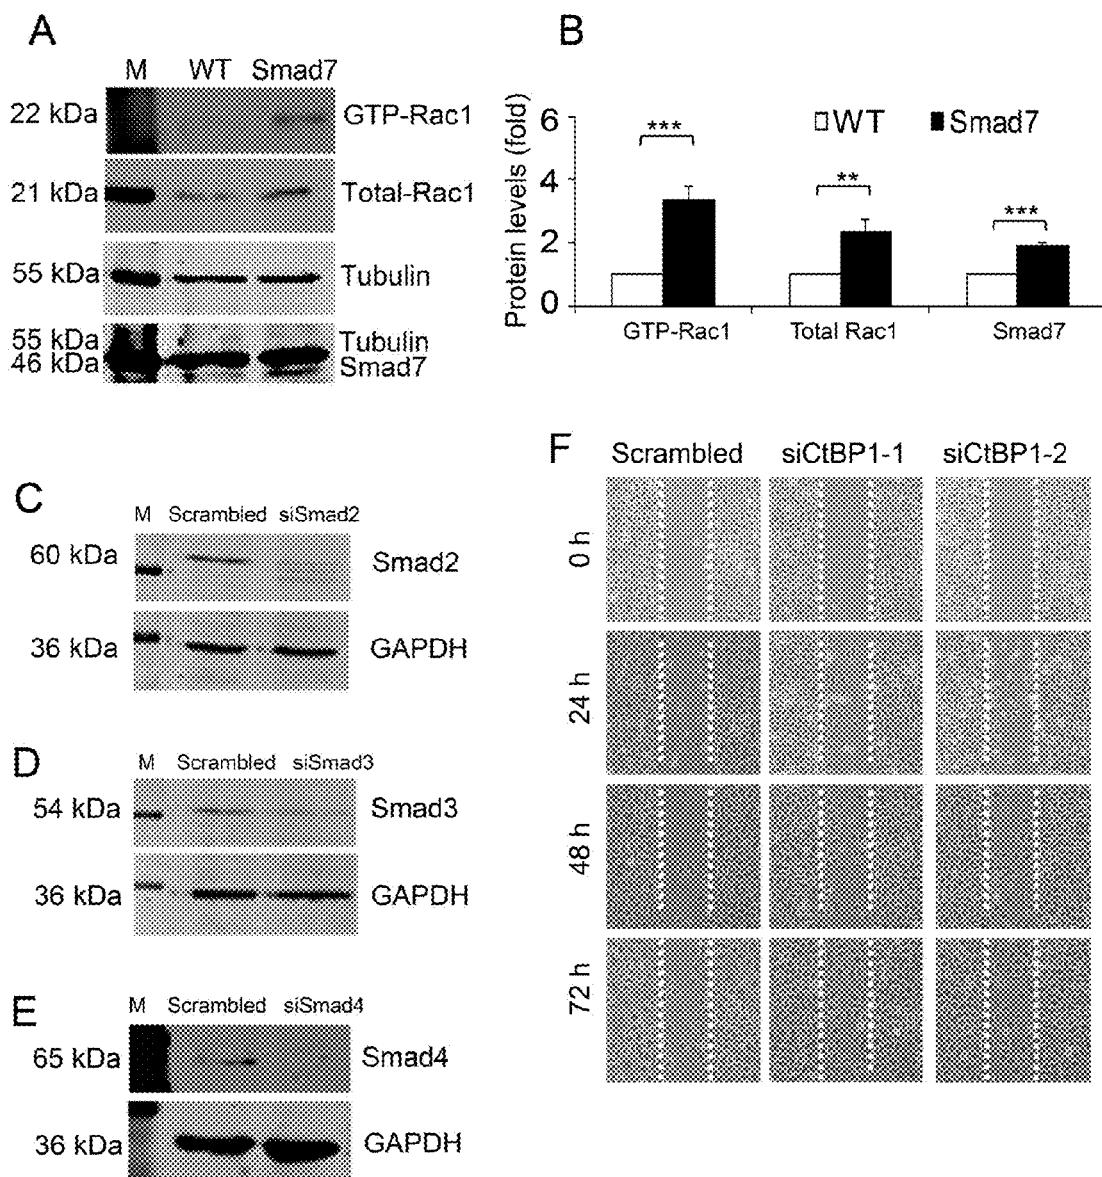 A
M WT Smad7
22 kDa GTP-Rac1
21 kDa Total-Rac1
55 kDa Tubulin
55 kDa Tubulin
46 kDa Smad7
B
Protein levels (fold)
6
4
2
0
WT Smad7
*** ** ***
GTP-Rac1 Total Rac1 Smad7
C
M Scrambled siSmad2
60 kDa Smad2
36 kDa GAPDH
D
M Scrambled siSmad3
54 kDa Smad3
36 kDa GAPDH
E
M Scrambled siSmad4
65 kDa Smad4
36 kDa GAPDH
F
Scrambled siCtBP1-1 siCtBP1-2
0 h
24 h
48 h
72 h